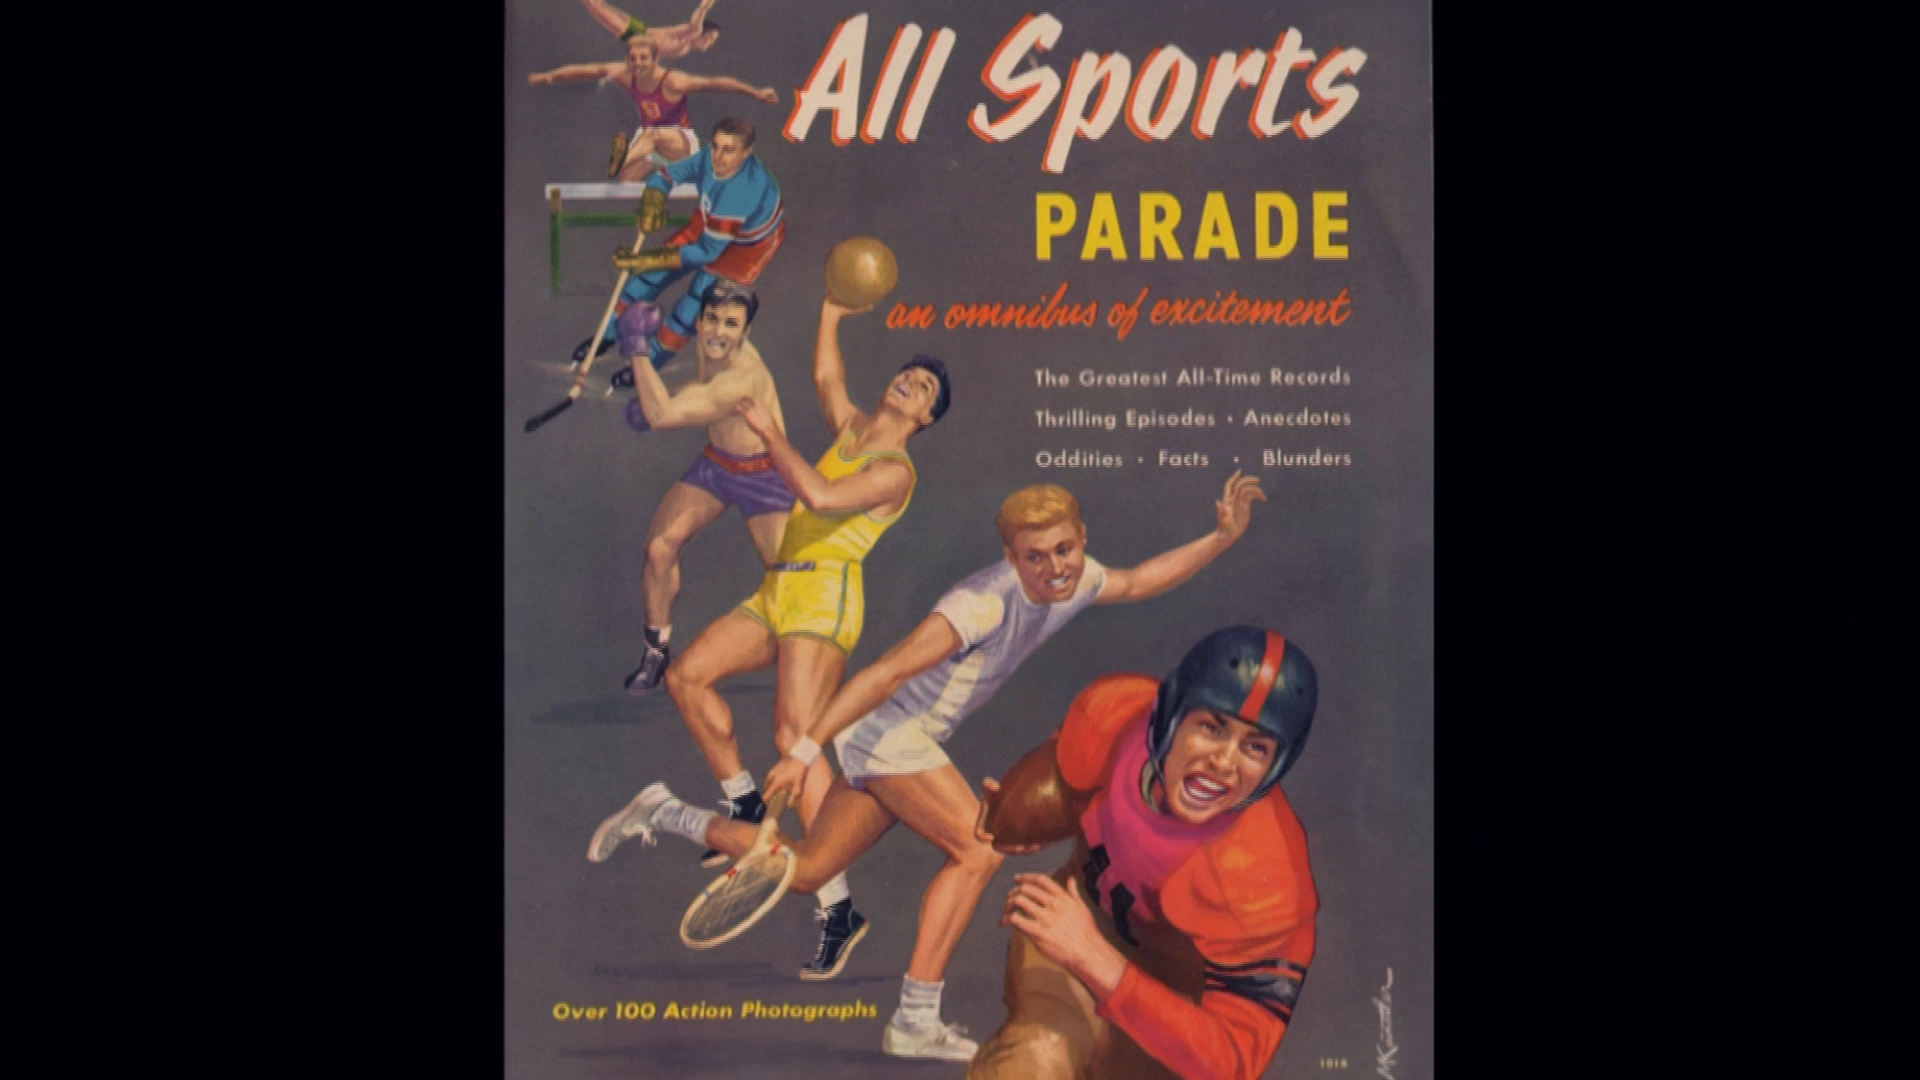 All Sports
PARADE
an omnibus of excitement
The Greatest All-Time Records
Thrilling Episodes · Anecdotes
Oddities · Facts · Blunders
Over 100 Action Photographs